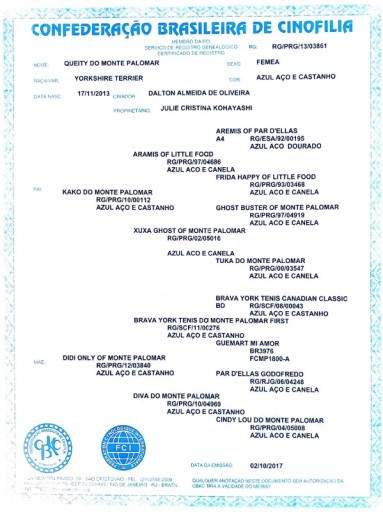 CONFEDERAÇÃO BRASILEIRA DE CINOFILIA
MEMBRO DA FCI
SERVIÇO DE REGISTRO GENEALÓGICO
CERTIFICADO DE REGISTRO
RG: RG/PRG/13/03861
NOME: QUEITY DO MONTE PALOMAR SEXO FEMEA
RAÇA/VAR. YORKSHIRE TERRIER COR: AZUL AÇO E CASTANHO
DATA NASC: 17/11/2013 CRIADOR DALTON ALMEIDA DE OLIVEIRA
PROPRIETÁRIO: JULIE CRISTINA KOHAYASHI
AREMIS OF PAR D'ELLAS
A4 RG/ESA/92/00195
AZUL ACO DOURADO
ARAMIS OF LITTLE FOOD
RG/PRG/97/04686
AZUL ACO E CANELA
FRIDA HAPPY OF LITTLE FOOD
RG/PRG/93/03468
AZUL ACO E CANELA
PAI: KAKO DO MONTE PALOMAR
RG/PRG/10/00112
AZUL AÇO E CASTANHO
GHOST BUSTER OF MONTE PALOMAR
RG/PRG/97/04919
AZUL ACO E CANELA
XUXA GHOST OF MONTE PALOMAR
RG/PRG/02/05016
AZUL ACO E CANELA
TUKA DO MONTE PALOMAR
RG/PRG/00/03547
AZUL ACO E CANELA
BRAVA YORK TENIS CANADIAN CLASSIC
BD RG/SCF/08/00043
AZUL AÇO E CASTANHO
BRAVA YORK TENIS DO MONTE PALOMAR FIRST
RG/SCF/11/00276
AZUL AÇO E CASTANHO
GUEMART MI AMOR
BR3976
FCMP1800-A
MAE: DIDI ONLY OF MONTE PALOMAR
RG/PRG/12/03840
AZUL AÇO E CASTANHO
PAR D'ELLAS GODOFREDO
RG/RJG/06/04248
AZUL AÇO E CASTANHO
DIVA DO MONTE PALOMAR
RG/PRG/10/04969
AZUL AÇO E CASTANHO
CINDY LOU DO MONTE PALOMAR
RG/PRG/04/05008
AZUL ACO E CANELA
CBKC
FCI
DATA DA EMISSÃO: 02/10/2017
RIO DE JANEIRO - RJ - BRASIL
QUALQUER ANOTAÇÃO NESTE DOCUMENTO SEM AUTORIZAÇÃO DA
CBKC TIRA A VALIDADE DO MESMO